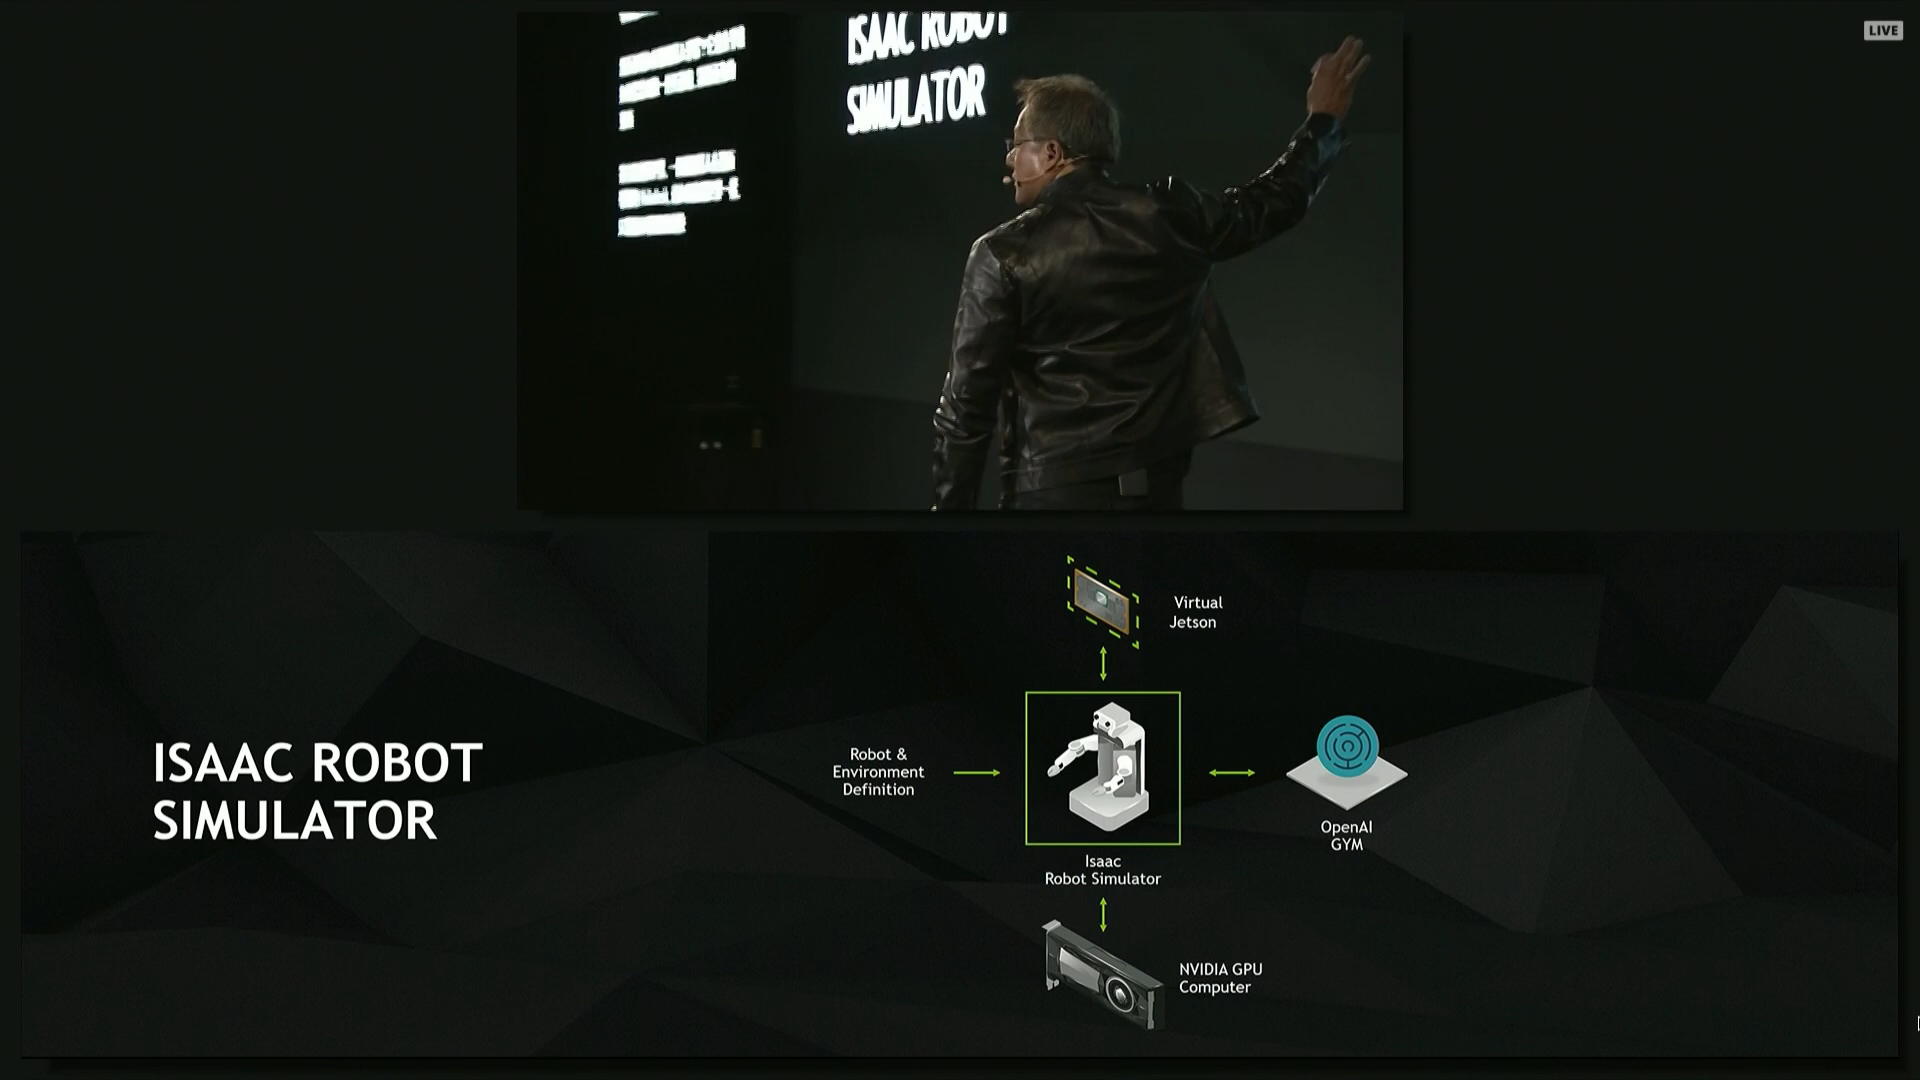 LIVE
ISAAC ROBOT
SIMULATOR
Virtual
Jetson
Robot &
Environment
Definition
ISAAC ROBOT
SIMULATOR
OpenAI
GYM
Isaac
Robot Simulator
NVIDIA GPU
Computer